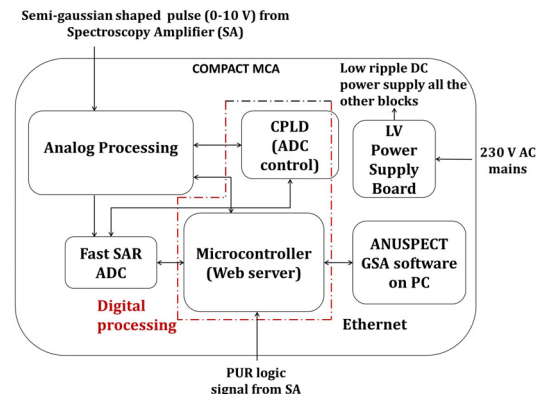 Semi-gaussian shaped pulse (0-10 V) from
Spectroscopy Amplifier (SA)
COMPACT MCA
Low ripple DC
power supply all the
other blocks
Analog Processing
CPLD
(ADC
control)
LV
Power
Supply
Board
230 V AC
mains
Fast SAR
ADC
Microcontroller
(Web server)
ANUSPECT
GSA software
on PC
Digital
processing
Ethernet
PUR logic
signal from SA